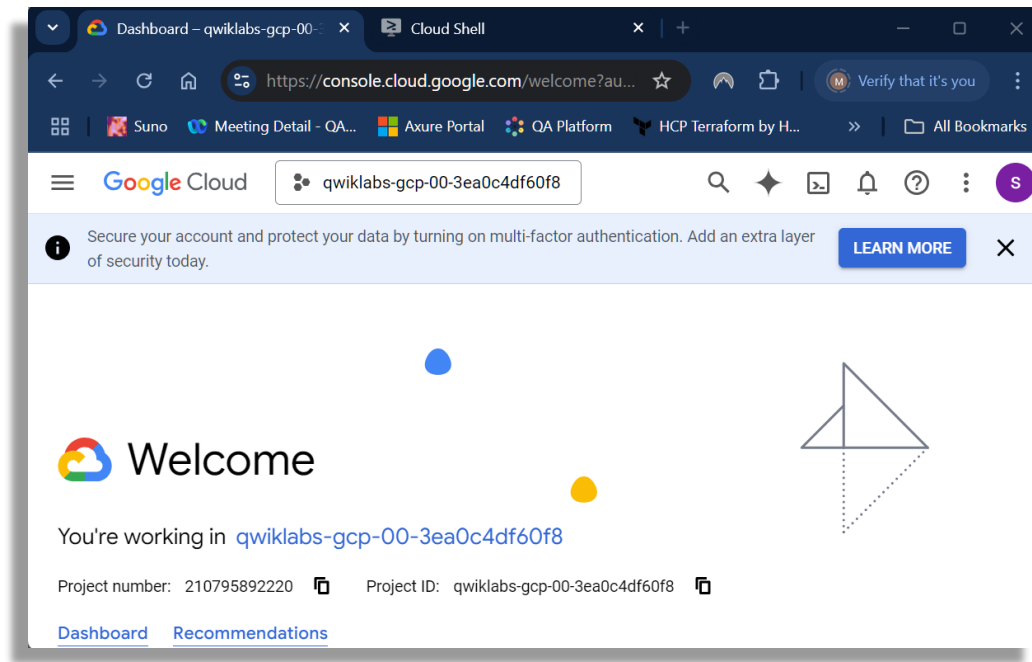 Dashboard – qwiklabs-gcp-00-3
Cloud Shell
https://console.cloud.google.com/welcome?au...
M
Verify that it's you
Suno
Meeting Detail - QA...
Axure Portal
QA Platform
HCP Terraform by H...
»
All Bookmarks
Google Cloud
qwiklabs-gcp-00-3ea0c4df60f8
S
Secure your account and protect your data by turning on multi-factor authentication. Add an extra layer
of security today.
LEARN MORE
Welcome
You're working in qwiklabs-gcp-00-3ea0c4df60f8
Project number: 210795892220 Project ID: qwiklabs-gcp-00-3ea0c4df60f8
Dashboard Recommendations